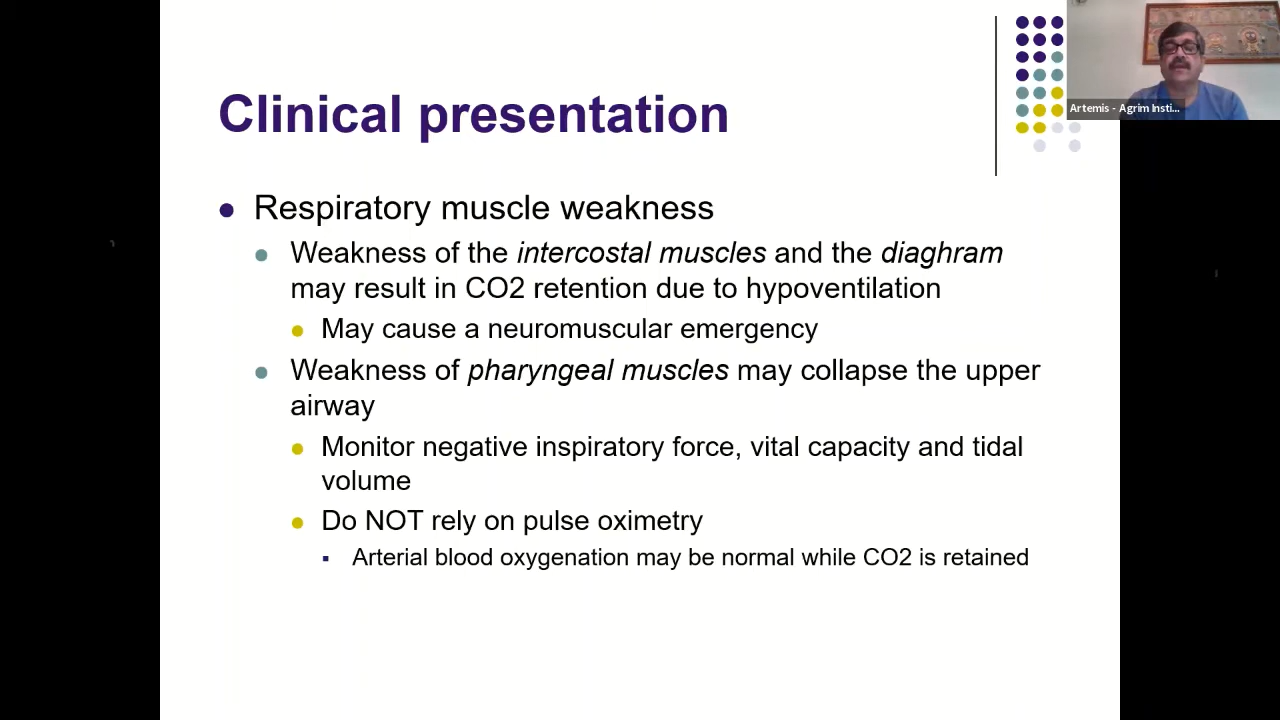 Clinical presentation
Artemis - Agrim Insti...
Respiratory muscle weakness
Weakness of the intercostal muscles and the diaghram
may result in CO2 retention due to hypoventilation
May cause a neuromuscular emergency
Weakness of pharyngeal muscles may collapse the upper
airway
Monitor negative inspiratory force, vital capacity and tidal
volume
Do NOT rely on pulse oximetry
Arterial blood oxygenation may be normal while CO2 is retained